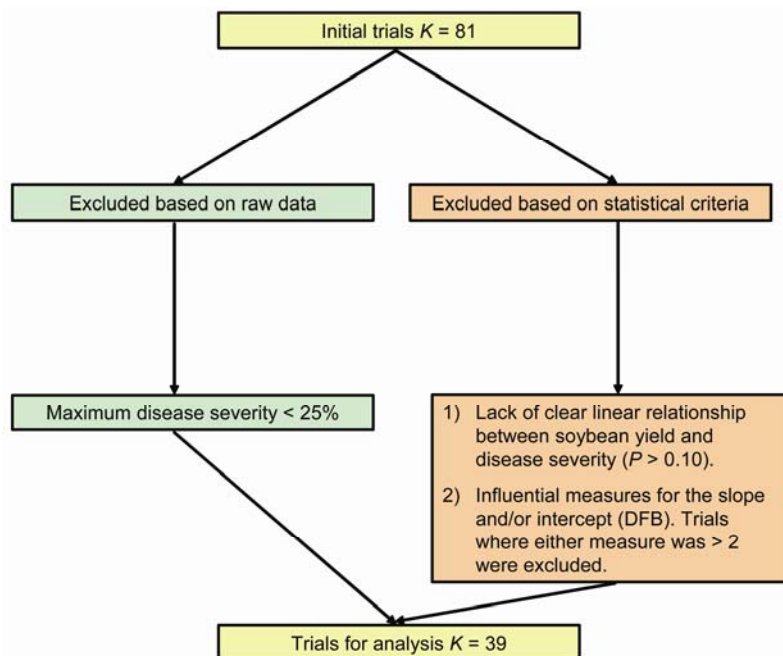 Initial trials K = 81
Excluded based on raw data
Excluded based on statistical criteria
Maximum disease severity < 25%
1) Lack of clear linear relationship
between soybean yield and
disease severity (P > 0.10).
2) Influential measures for the slope
and/or intercept (DFB). Trials
where either measure was > 2
were excluded.
Trials for analysis K = 39